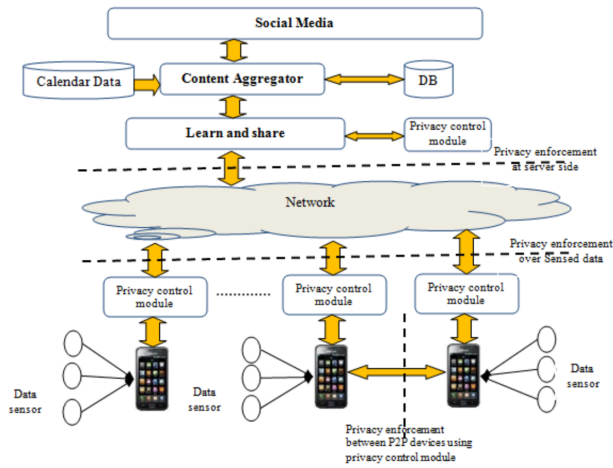 Social Media
Calendar Data
Content Aggregator
DB
Learn and share
Privacy control
module
Privacy enforcement
at server side
Network
Privacy enforcement
over Sensed data
Privacy control
module
..........
Privacy control
module
Privacy control
module
Data
sensor
Data
sensor
Data
sensor
Privacy enforcement
between P2P devices using
privacy control module